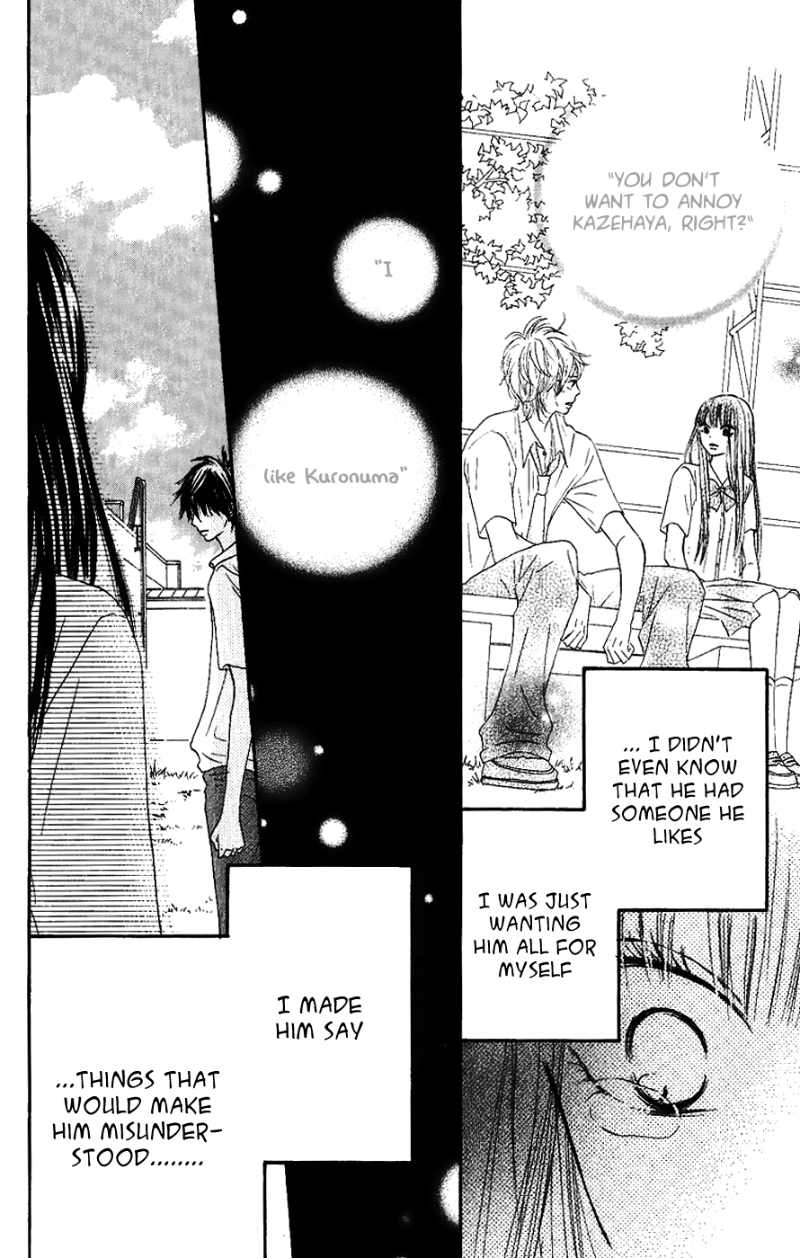 "YOU DON'T
WANT TO ANNOY
KAZEHAYA, RIGHT?"
... I DIDN'T
EVEN KNOW
THAT HE HAD
SOMEONE HE
LIKES
I WAS JUST
WANTING
HIM ALL FOR
MYSELF
"I
like Kuronuma"
I MADE
HIM SAY
...THINGS THAT
WOULD MAKE
HIM MISUNDER-
STOOD........